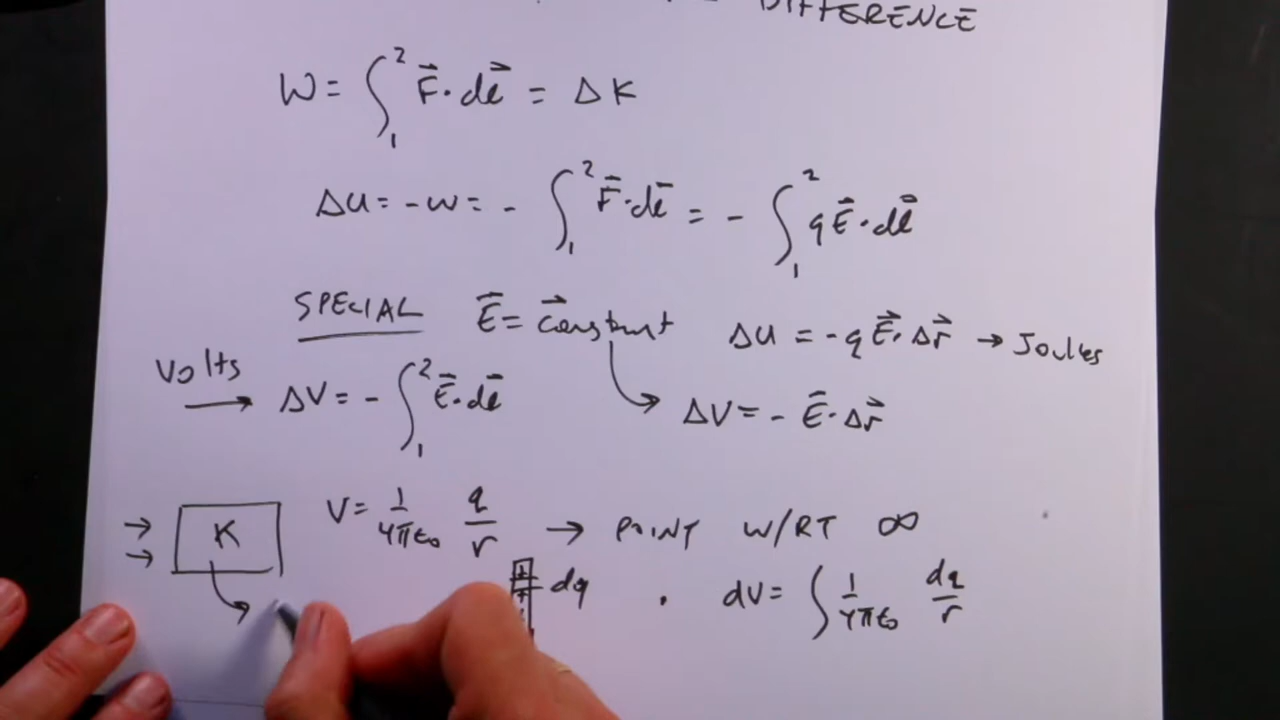 DIFFERENCE
W = ∫₁² F⃗ · dℓ⃗ = ΔK
ΔU = -W = - ∫₁² F⃗ · dℓ⃗ = - ∫₁² qE⃗ · dℓ⃗
SPECIAL E⃗ = constant ΔU = -qE⃗ · Δr⃗ → Joules
volts → ΔV = - ∫₁² E⃗ · dℓ⃗ ΔV = - E⃗ · Δr⃗
→ → K V = 1/4πε₀ q/r → POINT W/RT ∞
+ + dq . dV = ∫ 1/4πε₀ dq/r